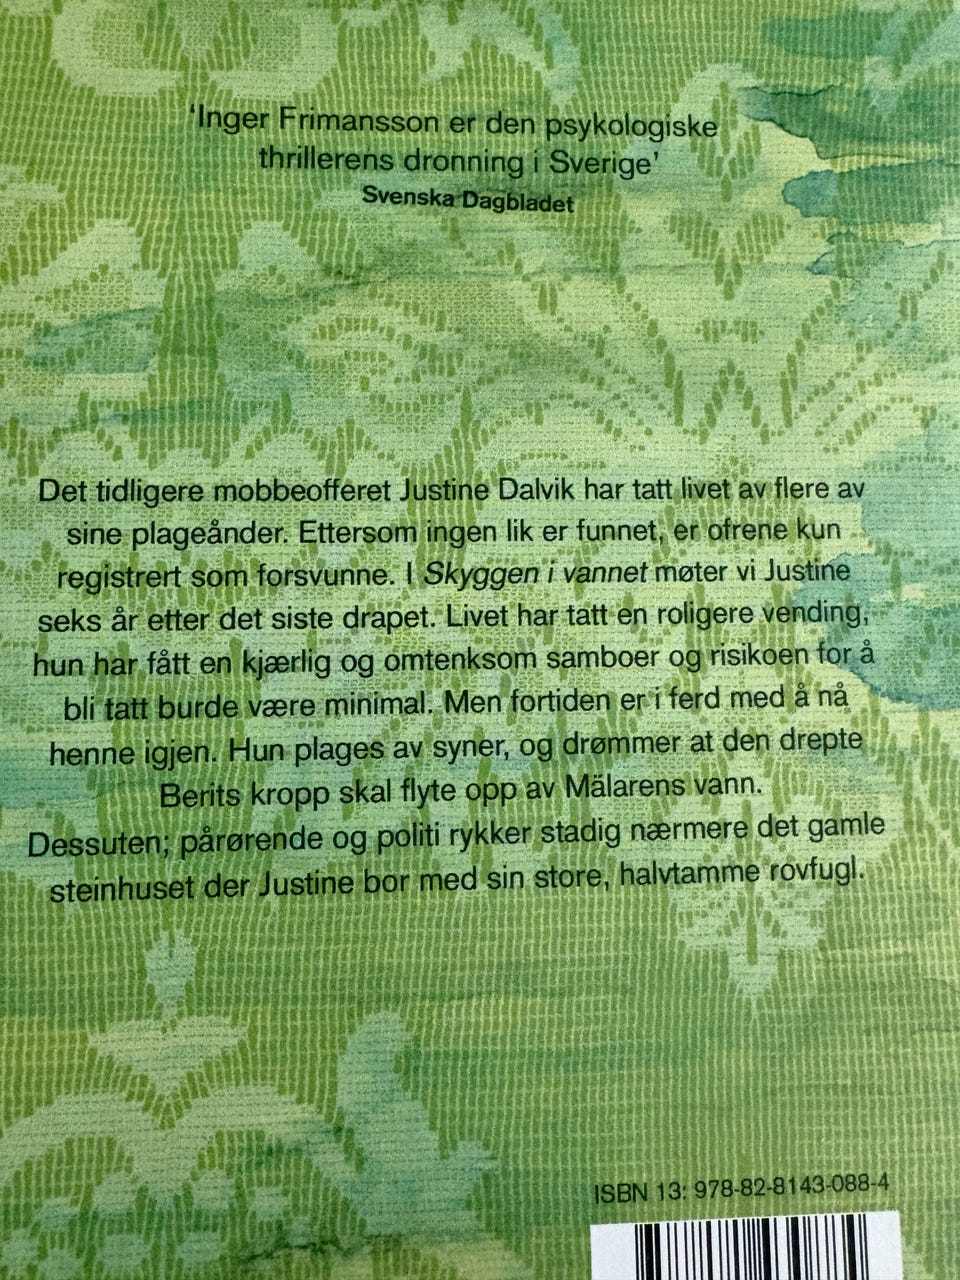 'Inger Frimansson er den psykologiske
thrillerens dronning i Sverige'
Svenska Dagbladet
Det tidligere mobbeofferet Justine Dalvik har tatt livet av flere av
sine plageånder. Ettersom ingen lik er funnet, er ofrene kun
registrert som forsvunne. I Skyggen i vannet møter vi Justine
seks år etter det siste drapet. Livet har tatt en roligere vending,
hun har fått en kjærlig og omtenksom samboer og risikoen for å
bli tatt burde være minimal. Men fortiden er i ferd med å nå
henne igjen. Hun plages av syner, og drømmer at den drepte
Berits kropp skal flyte opp av Mälarens vann.
Dessuten; pårørende og politi rykker stadig nærmere det gamle
steinhuset der Justine bor med sin store, halvtamme rovfugl.
ISBN 13: 978-82-8143-088-4